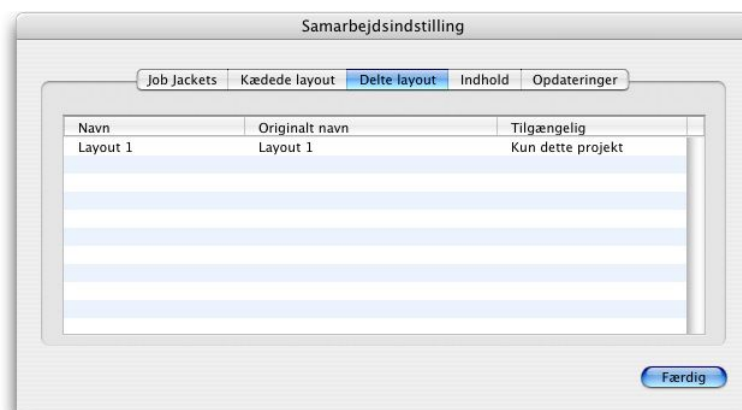 Samarbejdsindstilling
Job Jackets Kædede layout Delte layout Indhold Opdateringer
Navn Originalt navn Tilgængelig
Layout 1 Layout 1 Kun dette projekt
Færdig